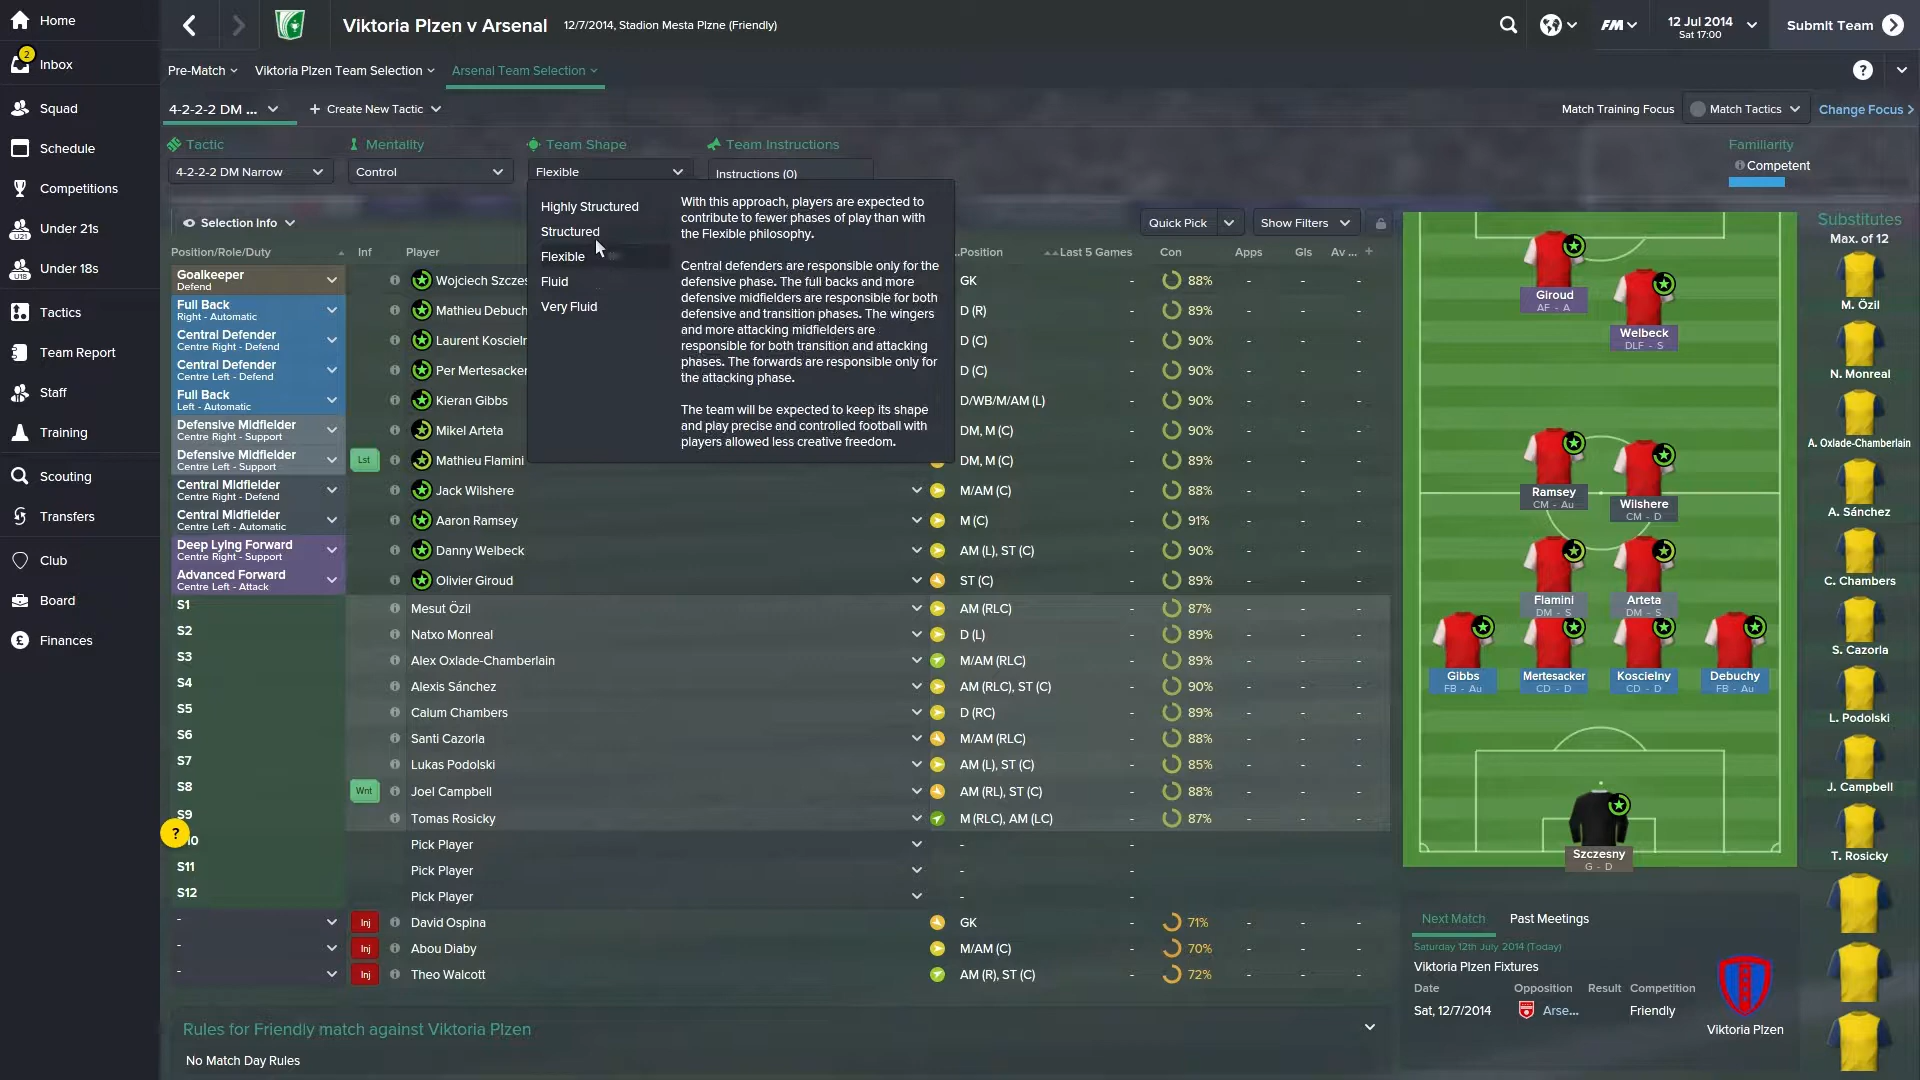 Home
2
Inbox
Squad
Schedule
Competitions
U21
Under 21s
U18
Under 18s
Tactics
Team Report
Staff
Training
Scouting
Transfers
Club
Board
£
Finances
Viktoria Plzen v Arsenal
12/7/2014, Stadion Mesta Plzne (Friendly)
FM
12 Jul 2014
Sat 17:00
Submit Team
Pre-Match
Viktoria Plzen Team Selection
Arsenal Team Selection
?
4-2-2-2 DM ...
+ Create New Tactic
Match Training Focus
Match Tactics
Change Focus
Tactic
Mentality
Team Shape
Team Instructions
Familiarity
4-2-2-2 DM Narrow
Control
Flexible
Instructions (0)
Competent
Highly Structured
Structured
Flexible
Fluid
Very Fluid
With this approach, players are expected to
contribute to fewer phases of play than with
the Flexible philosophy.
Central defenders are responsible only for the
defensive phase. The full backs and more
defensive midfielders are responsible for both
defensive and transition phases. The wingers
and more attacking midfielders are
responsible for both transition and attacking
phases. The forwards are responsible only for
the attacking phase.
The team will be expected to keep its shape
and play precise and controlled football with
players allowed less creative freedom.
Selection Info
Quick Pick
Show Filters
Position/Role/Duty Inf Player ..Position Last 5 Games Con Apps Gls Av ... +
Goalkeeper
Defend
Wojciech Szczes GK - 88% - - -
Full Back
Right - Automatic
Mathieu Debuch D (R) - 89% - - -
Central Defender
Centre Right - Defend
Laurent Koscieln D (C) - 90% - - -
Central Defender
Centre Left - Defend
Per Mertesacker D (C) - 90% - - -
Full Back
Left - Automatic
Kieran Gibbs D/WB/M/AM (L) - 90% - - -
Defensive Midfielder
Centre Right - Support
Mikel Arteta DM, M (C) - 90% - - -
Defensive Midfielder
Centre Left - Support
Lst Mathieu Flamini DM, M (C) - 89% - - -
Central Midfielder
Centre Right - Defend
Jack Wilshere M/AM (C) - 88% - - -
Central Midfielder
Centre Left - Automatic
Aaron Ramsey M (C) - 91% - - -
Deep Lying Forward
Centre Right - Support
Danny Welbeck AM (L), ST (C) - 90% - - -
Advanced Forward
Centre Left - Attack
Olivier Giroud ST (C) - 89% - - -
S1 Mesut Özil AM (RLC) - 87% - - -
S2 Natxo Monreal D (L) - 89% - - -
S3 Alex Oxlade-Chamberlain M/AM (RLC) - 89% - - -
S4 Alexis Sánchez AM (RLC), ST (C) - 90% - - -
S5 Calum Chambers D (RC) - 89% - - -
S6 Santi Cazorla M/AM (RLC) - 88% - - -
S7 Lukas Podolski AM (L), ST (C) - 85% - - -
S8 Wnt Joel Campbell AM (RL), ST (C) - 88% - - -
S9 Tomas Rosicky M (RLC), AM (LC) - 87% - - -
?
10 Pick Player - -
S11 Pick Player - -
S12 Pick Player - -
- Inj David Ospina GK - 71% - - -
- Inj Abou Diaby M/AM (C) - 70% - - -
- Inj Theo Walcott AM (R), ST (C) - 72% - - -
Rules for Friendly match against Viktoria Plzen
No Match Day Rules
Giroud
AF - A
Welbeck
DLF - S
Ramsey
CM - Au
Wilshere
CM - D
Flamini
DM - S
Arteta
DM - S
Gibbs
FB - Au
Mertesacker
CD - D
Koscielny
CD - D
Debuchy
FB - Au
Szczesny
G - D
Substitutes
Max. of 12
M. Özil
N. Monreal
A. Oxlade-Chamberlain
A. Sánchez
C. Chambers
S. Cazorla
L. Podolski
J. Campbell
T. Rosicky
Next Match
Past Meetings
Saturday 12th July 2014 (Today)
Viktoria Plzen Fixtures
Date Opposition Result Competition
Sat, 12/7/2014 Arse... Friendly
Viktoria Plzen